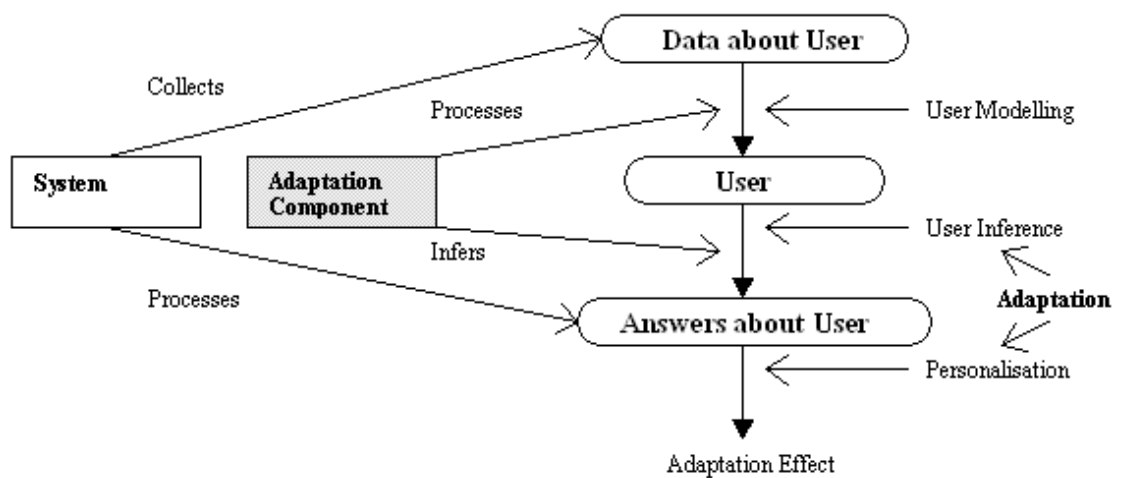 Data about User
Collects
Processes
User Modelling
System
Adaptation
Component
User
User Inference
Infers
Processes
Adaptation
Answers about User
Personalisation
Adaptation Effect